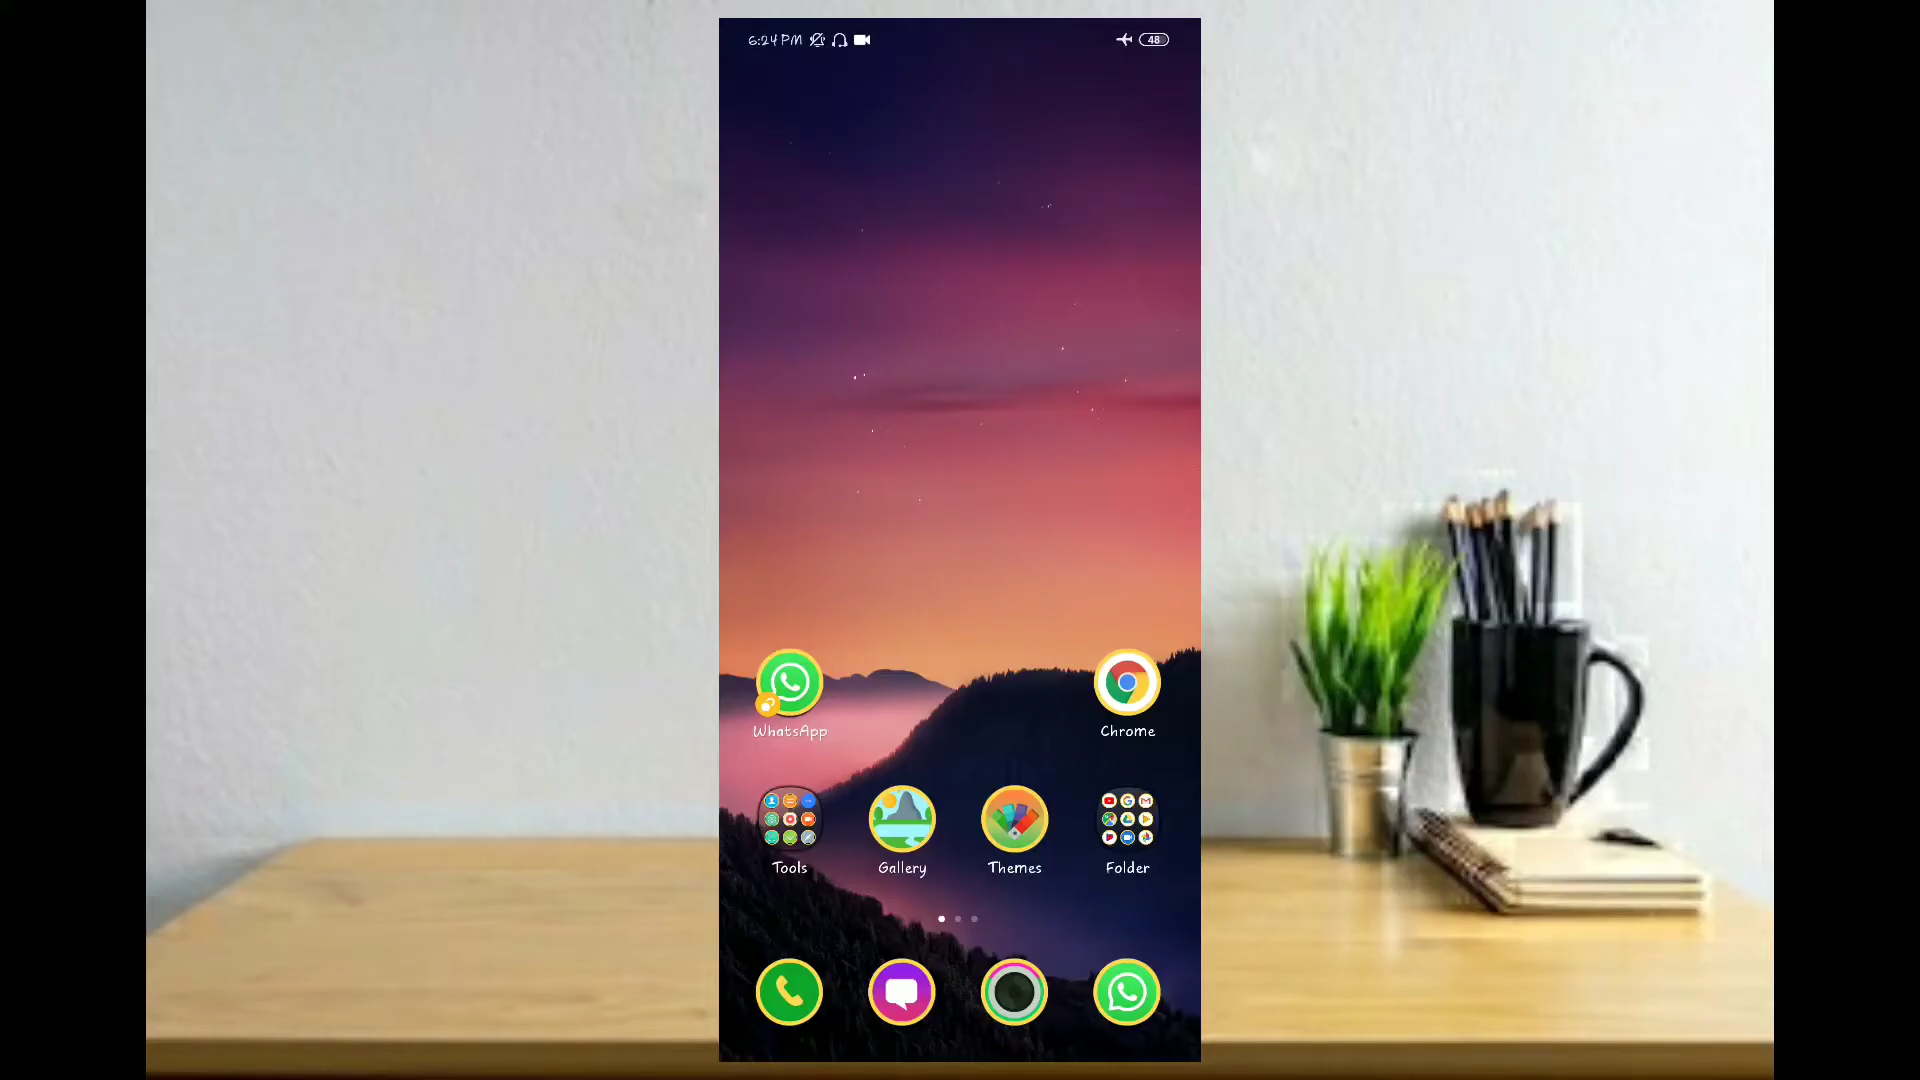 6:24 PM
48
WhatsApp
Chrome
Tools
Gallery
Themes
Folder